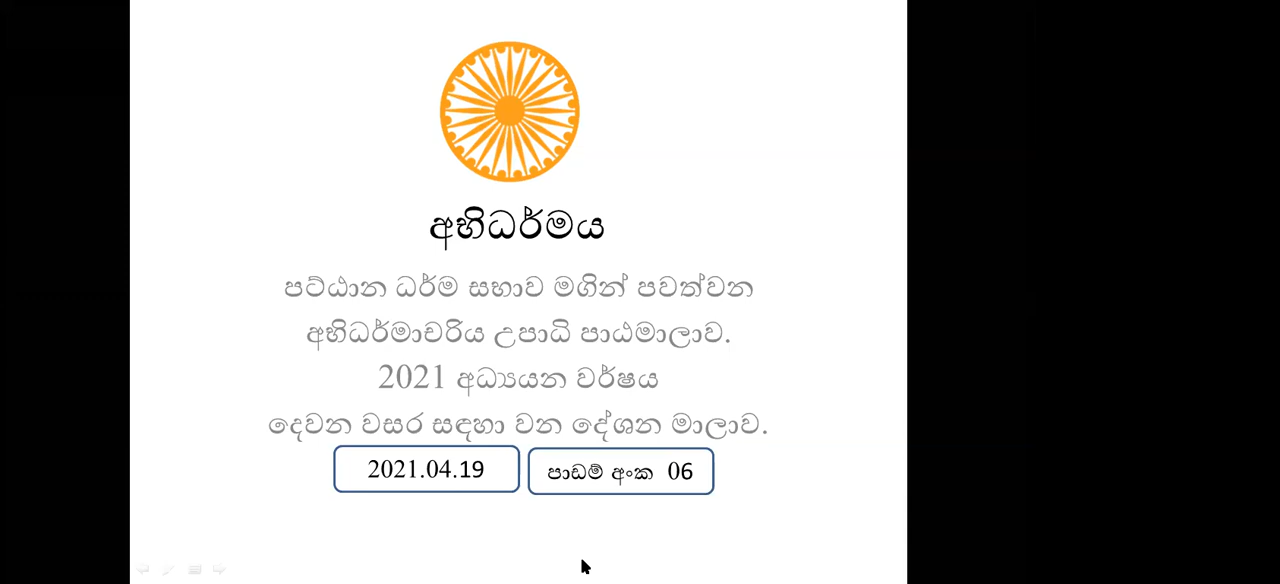 අභිධර්මය
පට්ඨාන ධර්ම සභාව මගින් පවත්වන
අභිධර්මාචරිය උපාධි පාඨමාලාව.
2021 අධ්‍යයන වර්ෂය
දෙවන වසර සඳහා වන දේශන මාලාව.
2021.04.19 පාඩම් අංක 06